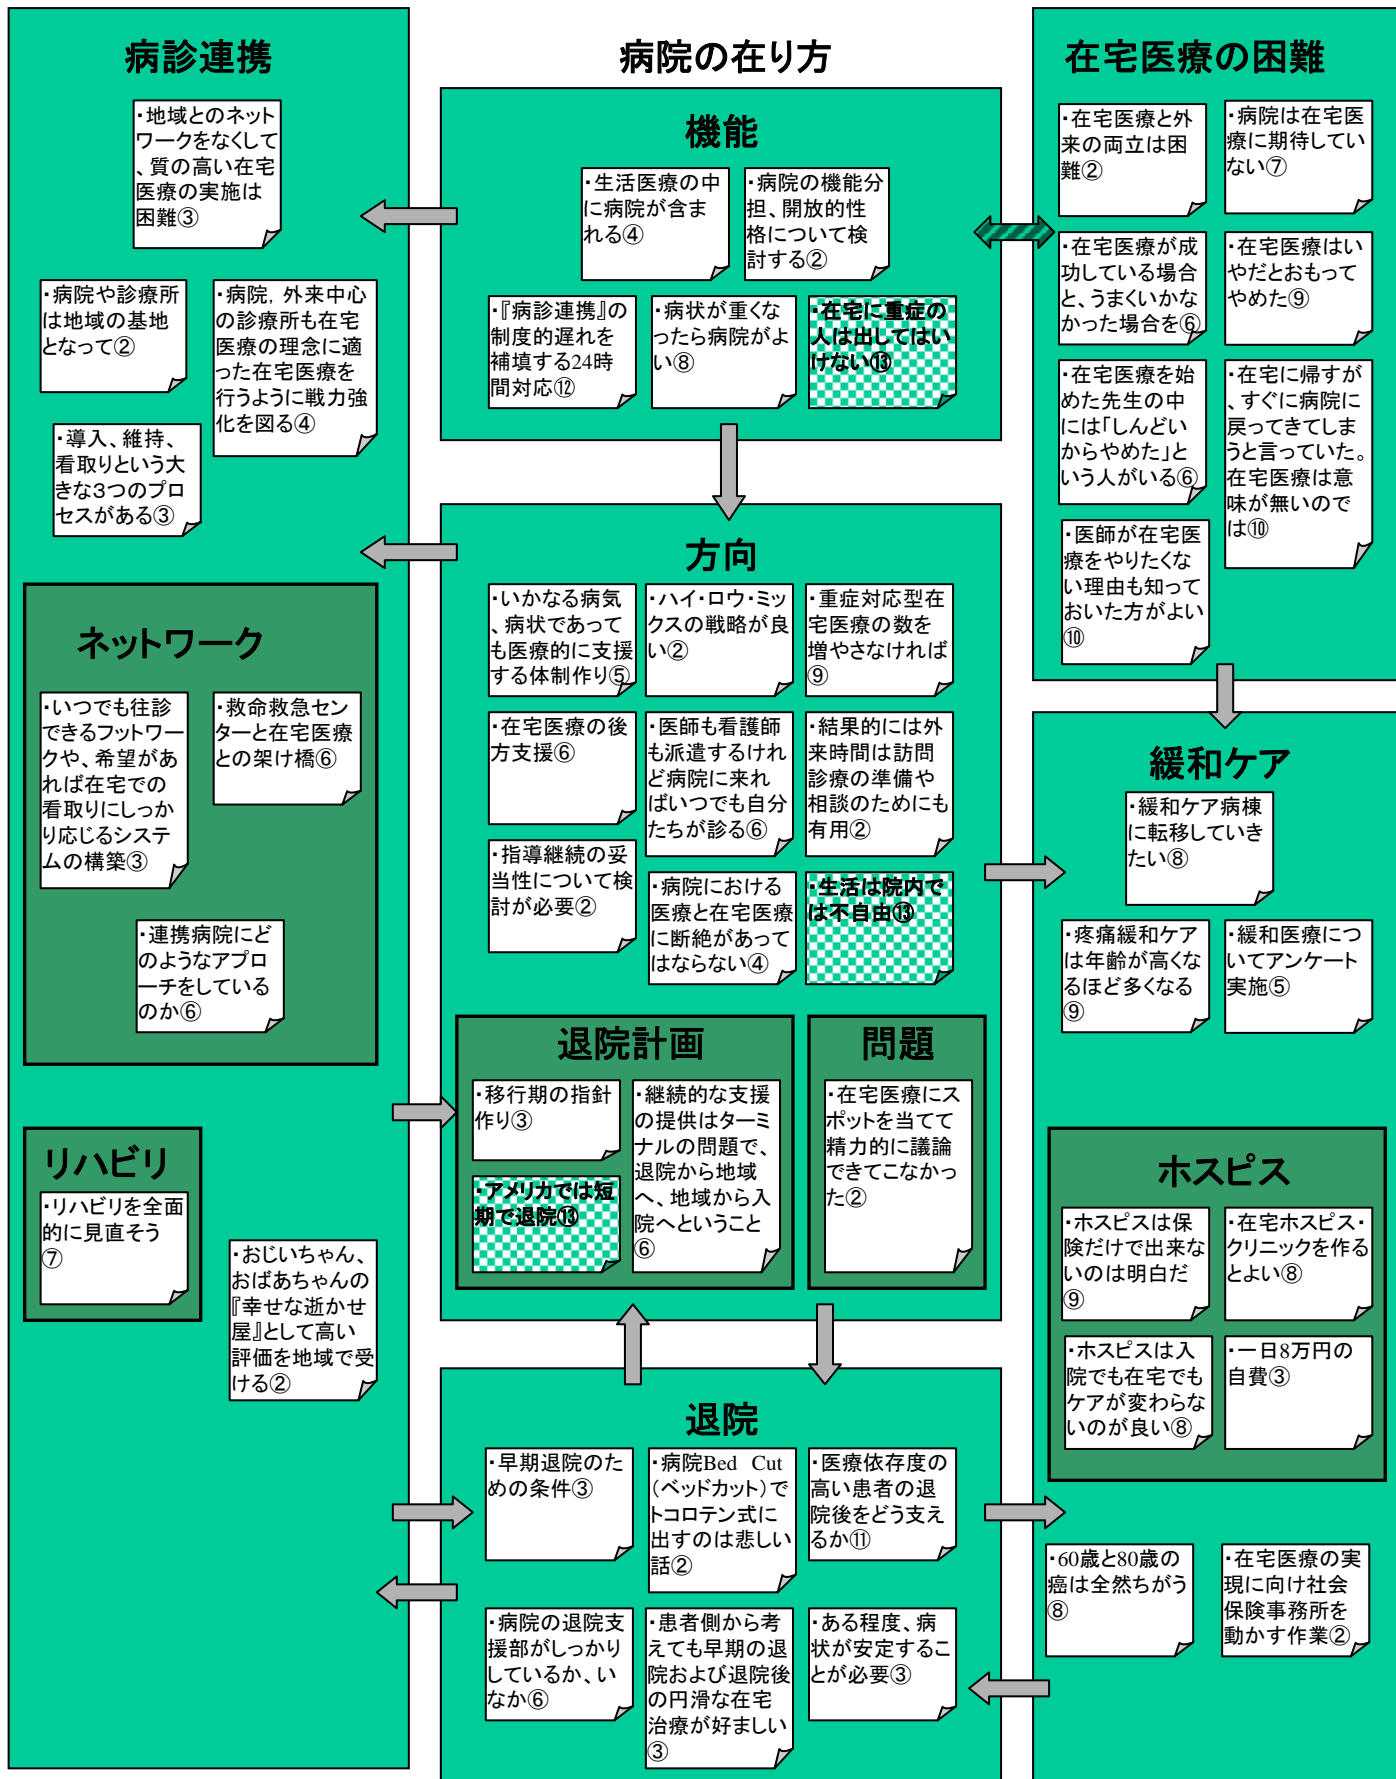 病診連携
・地域とのネット
ワークをなくして
、質の高い在宅
医療の実施は
困難③
・病院や診療所
は地域の基地
となって②
・病院，外来中心
の診療所も在宅
医療の理念に適
った在宅医療を
行うように戦力強
化を図る④
・導入、維持、
看取りという大
きな3つのプロ
セスがある③
ネットワーク
・いつでも往診
できるフットワー
クや、希望があ
れば在宅での
看取りにしっか
り応じるシステ
ムの構築③
・救命救急セン
ターと在宅医療
との架け橋⑥
・連携病院にど
のようなアプロ
ーチをしている
のか⑥
リハビリ
・リハビリを全面
的に見直そう
⑦
・おじいちゃん、
おばあちゃんの
『幸せな逝かせ
屋』として高い
評価を地域で受
ける②
病院の在り方
機能
・生活医療の中
に病院が含ま
れる④
・病院の機能分
担、開放的性
格について検
討する②
・『病診連携』の
制度的遅れを
補填する24時
間対応⑫
・病状が重くな
ったら病院がよ
い⑧
・在宅に重症の
人は出してはい
けない⑬
方向
・いかなる病気
、病状であって
も医療的に支援
する体制作り⑤
・ハイ・ロウ・ミッ
クスの戦略が良
い②
・重症対応型在
宅医療の数を
増やさなければ
⑨
・在宅医療の後
方支援⑥
・医師も看護師
も派遣するけれ
ど病院に来れ
ばいつでも自分
たちが診る⑥
・結果的には外
来時間は訪問
診療の準備や
相談のためにも
有用②
・指導継続の妥
当性について検
討が必要②
・病院における
医療と在宅医療
に断絶があって
はならない④
・生活は院内で
は不自由⑬
退院計画
・移行期の指針
作り③
・アメリカでは短
期で退院⑬
・継続的な支援
の提供はターミ
ナルの問題で、
退院から地域
へ、地域から入
院へということ
⑥
問題
・在宅医療にス
ポットを当てて
精力的に議論
できてこなかっ
た②
退院
・早期退院のた
めの条件③
・病院Bed Cut
（ベッドカット）で
トコロテン式に
出すのは悲しい
話②
・医療依存度の
高い患者の退
院後をどう支え
るか⑪
・病院の退院支
援部がしっかり
しているか、い
なか⑥
・患者側から考
えても早期の退
院および退院後
の円滑な在宅
治療が好ましい
③
・ある程度、病
状が安定するこ
とが必要③
在宅医療の困難
・在宅医療と外
来の両立は困
難②
・病院は在宅医
療に期待してい
ない⑦
・在宅医療が成
功している場合
と、うまくいかな
かった場合を⑥
・在宅医療はい
やだとおもって
やめた⑨
・在宅医療を始
めた先生の中
には「しんどい
からやめた」と
いう人がいる⑥
・在宅に帰すが
、すぐに病院に
戻ってきてしま
うと言っていた。
在宅医療は意
味が無いので
は⑩
・医師が在宅医
療をやりたくな
い理由も知って
おいた方がよい
⑩
緩和ケア
・緩和ケア病棟
に転移していき
たい⑧
・疼痛緩和ケア
は年齢が高くな
るほど多くなる
⑨
・緩和医療につ
いてアンケート
実施⑤
ホスピス
・ホスピスは保
険だけで出来な
いのは明白だ
⑨
・在宅ホスピス・
クリニックを作る
とよい⑧
・ホスピスは入
院でも在宅でも
ケアが変わらな
いのが良い⑧
・一日8万円の
自費③
・60歳と80歳の
癌は全然ちがう
⑧
・在宅医療の実
現に向け社会
保険事務所を
動かす作業②